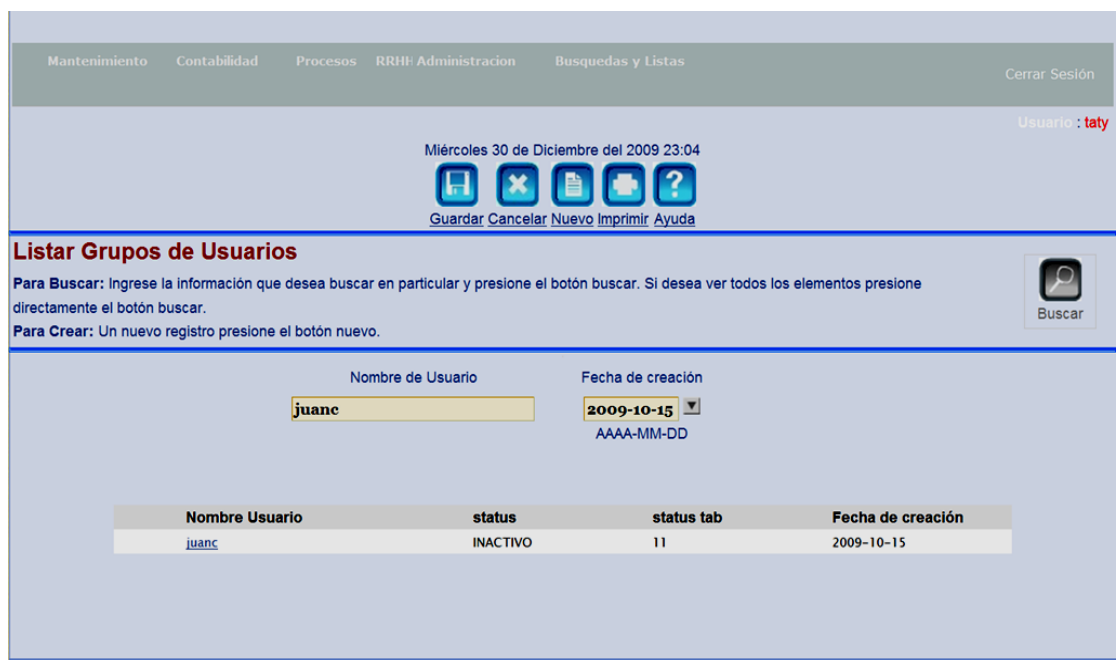 Mantenimiento Contabilidad Procesos RRHH Administracion Busquedas y Listas
Cerrar Sesión
Usuario : taty
Miércoles 30 de Diciembre del 2009 23:04
Guardar Cancelar Nuevo Imprimir Ayuda
Listar Grupos de Usuarios
Para Buscar: Ingrese la información que desea buscar en particular y presione el botón buscar. Si desea ver todos los elementos presione
directamente el botón buscar.
Para Crear: Un nuevo registro presione el botón nuevo.
Buscar
Nombre de Usuario Fecha de creación
juanc 2009-10-15
AAAA-MM-DD
Nombre Usuario status status tab Fecha de creación
juanc INACTIVO 11 2009-10-15